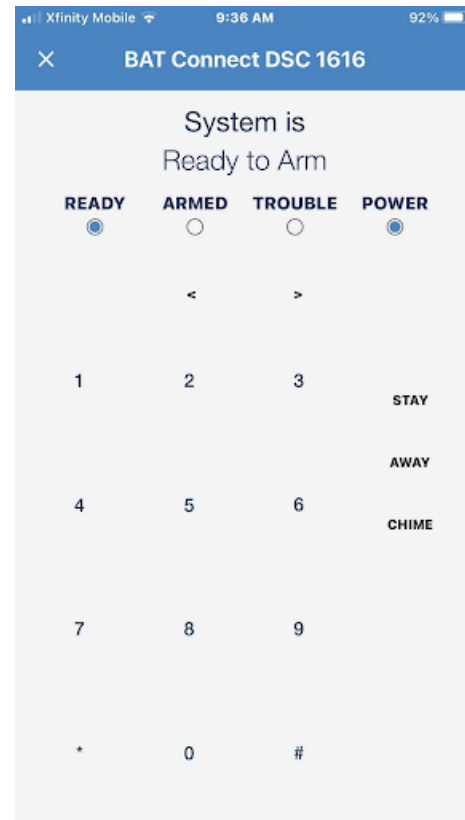 Xfinity Mobile 9:36 AM 92%
× BAT Connect DSC 1616
System is
Ready to Arm
READY ARMED TROUBLE POWER
< >
1 2 3
STAY
AWAY
4 5 6
CHIME
7 8 9
* 0 #